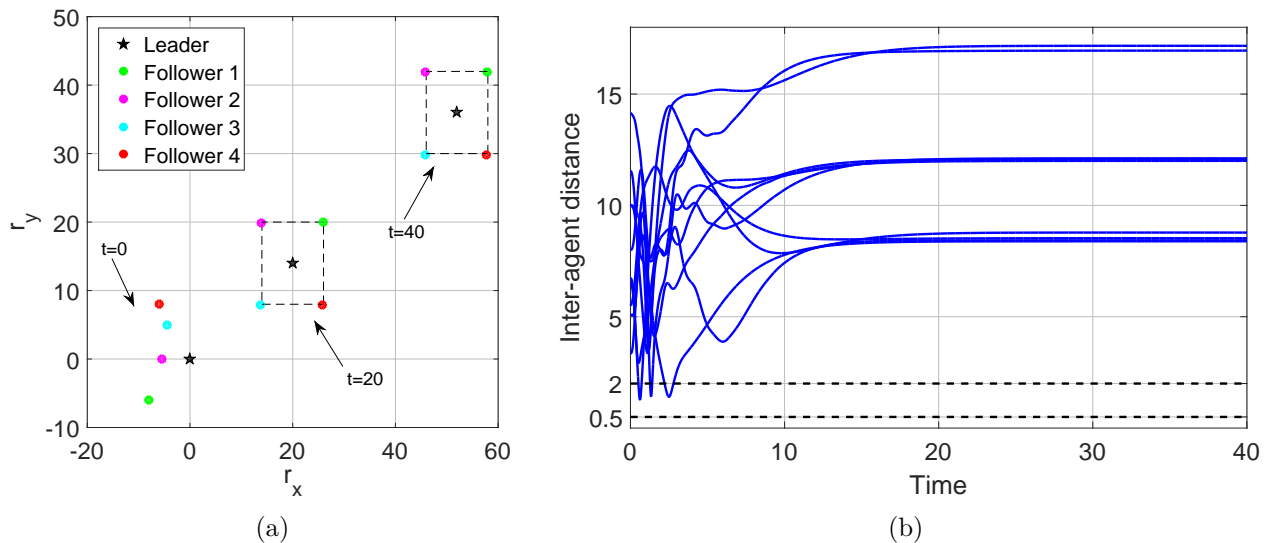 50
40
30
20
10
0
-10
-20
0
20
40
60
r_y
r_x
Leader
Follower 1
Follower 2
Follower 3
Follower 4
t=0
t=20
t=40
(a)
15
10
5
2
0.5
0
10
20
30
40
Inter-agent distance
Time
(b)